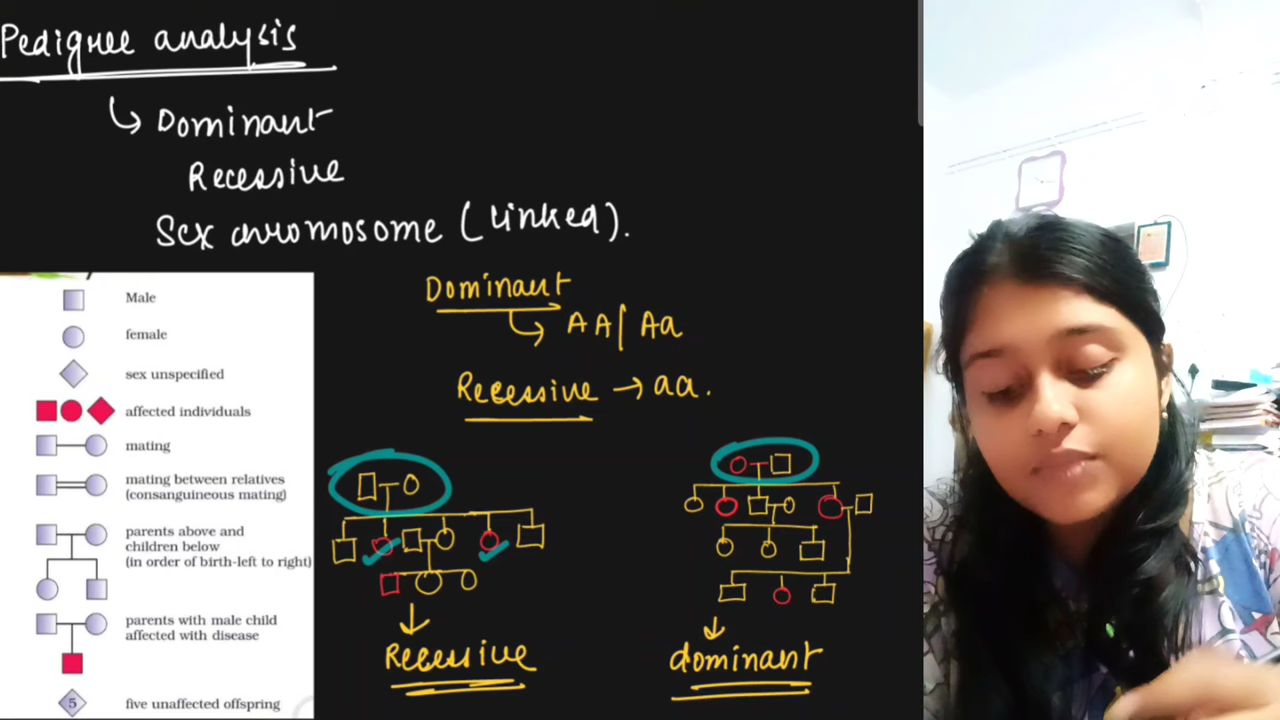 Pedigree analysis
↳ Dominant
Recessive
Sex chromosome (linked).
Male
female
sex unspecified
affected individuals
mating
mating between relatives
(consanguineous mating)
parents above and
children below
(in order of birth-left to right)
parents with male child
affected with disease
5
five unaffected offspring
Dominant
↳ AA | Aa
Recessive → aa.
Recessive
dominant